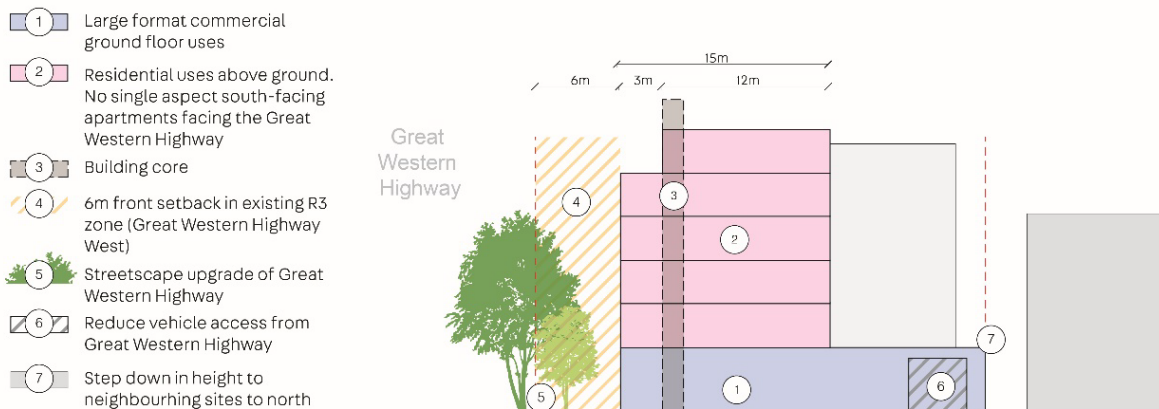 1
Large format commercial
ground floor uses
2
Residential uses above ground.
No single aspect south-facing
apartments facing the Great
Western Highway
3
Building core
4
6m front setback in existing R3
zone (Great Western Highway
West)
5
Streetscape upgrade of Great
Western Highway
6
Reduce vehicle access from
Great Western Highway
7
Step down in height to
neighbourhing sites to north
15m
6m
3m
12m
Great
Western
Highway
4
3
2
7
5
1
6